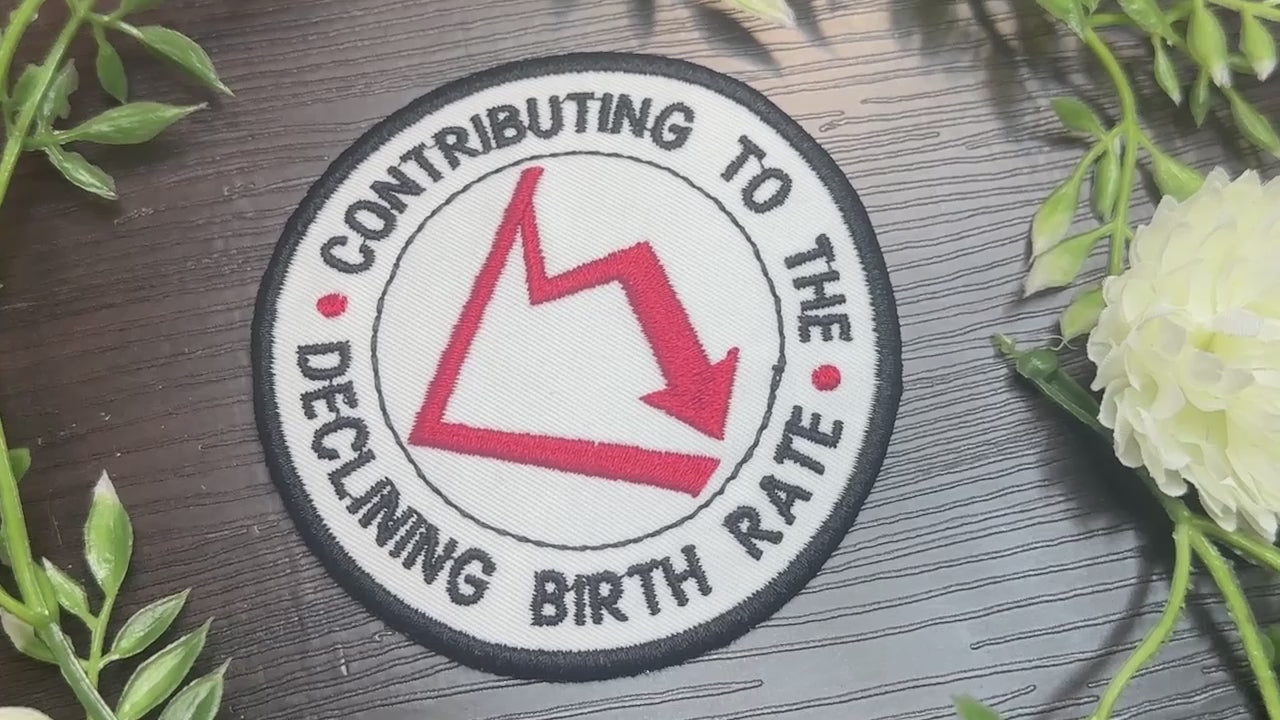 CONTRIBUTING TO THE
DECLINING BIRTH RATE